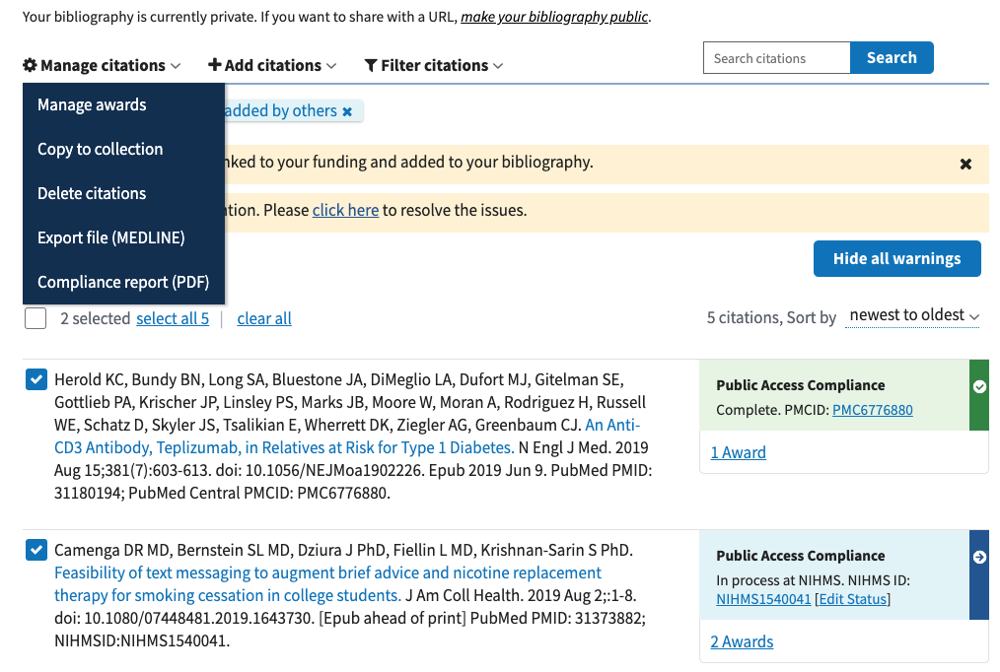 Your bibliography is currently private. If you want to share with a URL, make your bibliography public.
Manage citations Add citations Filter citations Search citations Search
Manage awards
added by others
Copy to collection
to your funding and added to your bibliography.
Delete citations
Please click here to resolve the issues.
Export file (MEDLINE)
Hide all warnings
Compliance report (PDF)
2 selected select all 5 | clear all 5 citations, Sort by newest to oldest
Herold KC, Bundy BN, Long SA, Bluestone JA, DiMeglio LA, Dufort MJ, Gitelman SE,
Gottlieb PA, Krischer JP, Linsley PS, Marks JB, Moore W, Moran A, Rodriguez H, Russell
WE, Schatz D, Skyler JS, Tsalikian E, Wherrett DK, Ziegler AG, Greenbaum CJ. An Anti-
CD3 Antibody, Teplizumab, in Relatives at Risk for Type 1 Diabetes. N Engl J Med. 2019
Aug 15;381(7):603-613. doi: 10.1056/NEJMoa1902226. Epub 2019 Jun 9. PubMed PMID:
31180194; PubMed Central PMCID: PMC6776880.
Public Access Compliance
Complete. PMCID: PMC6776880
1 Award
Camenga DR MD, Bernstein SL MD, Dziura J PhD, Fiellin L MD, Krishnan-Sarin S PhD.
Feasibility of text messaging to augment brief advice and nicotine replacement
therapy for smoking cessation in college students. J Am Coll Health. 2019 Aug 2;:1-8.
doi: 10.1080/07448481.2019.1643730. [Epub ahead of print] PubMed PMID: 31373882;
NIHMSID:NIHMS1540041.
Public Access Compliance
In process at NIHMS. NIHMS ID:
NIHMS1540041 [Edit Status]
2 Awards